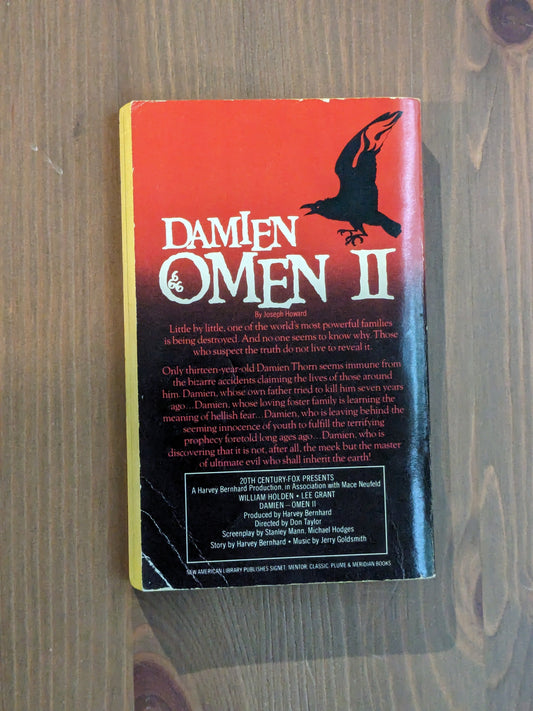 DAMIEN
666
OMEN II
By Joseph Howard
Little by little, one of the world's most powerful families
is being destroyed. And no one seems to know why. Those
who suspect the truth do not live to reveal it.
Only thirteen-year-old Damien Thorn seems immune from
the bizarre accidents claiming the lives of those around
him. Damien, whose own father tried to kill him seven years
ago...Damien, whose loving foster family is learning the
meaning of hellish fear...Damien, who is leaving behind the
seeming innocence of youth to fulfill the terrifying
prophecy foretold long ages ago...Damien, who is
discovering that it is not, after all, the meek but the master
of ultimate evil who shall inherit the earth!
20TH CENTURY-FOX PRESENTS
A Harvey Bernhard Production, in Association with Mace Neufeld
WILLIAM HOLDEN • LEE GRANT
DAMIEN—OMEN II
Produced by Harvey Bernhard
Directed by Don Taylor
Screenplay by Stanley Mann, Michael Hodges
Story by Harvey Bernhard • Music by Jerry Goldsmith
NEW AMERICAN LIBRARY PUBLISHES SIGNET, MENTOR, CLASSIC, PLUME & MERIDIAN BOOKS